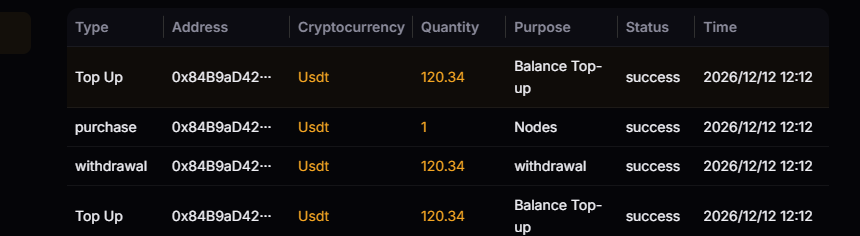 Type Address Cryptocurrency Quantity Purpose Status Time
Top Up 0x84B9aD42··· Usdt 120.34 Balance Top-up success 2026/12/12 12:12
purchase 0x84B9aD42··· Usdt 1 Nodes success 2026/12/12 12:12
withdrawal 0x84B9aD42··· Usdt 120.34 withdrawal success 2026/12/12 12:12
Top Up 0x84B9aD42··· Usdt 120.34 Balance Top-up success 2026/12/12 12:12